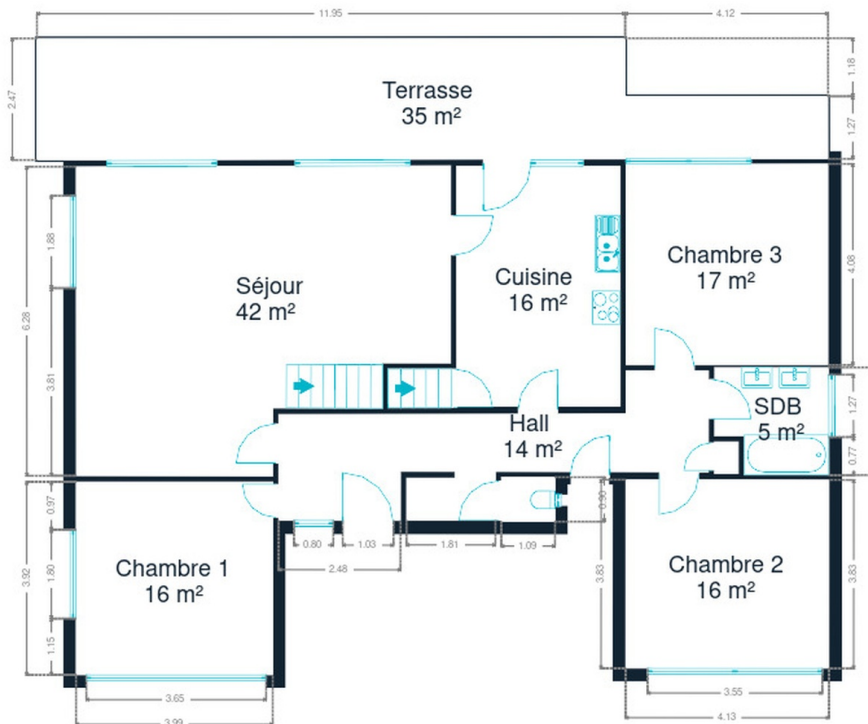 11.95
4.12
2.47
1.18
1.27
Terrasse
35 m²
6.28
1.88
3.81
Séjour
42 m²
Cuisine
16 m²
Chambre 3
17 m²
4.08
Hall
14 m²
SDB
5 m²
1.27
0.77
0.97
3.92
1.80
1.15
Chambre 1
16 m²
0.80
1.03
2.48
1.81
1.09
0.90
3.83
Chambre 2
16 m²
3.83
3.65
3.99
3.55
4.13